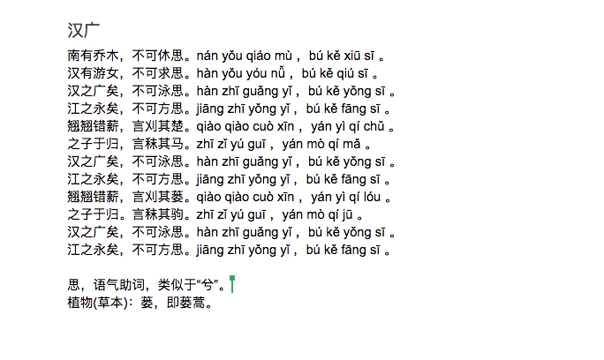 汉广
南有乔木，不可休思。nán yǒu qiáo mù ，bú kě xiū sī 。
汉有游女，不可求思。hàn yǒu yóu nǚ ，bú kě qiú sī 。
汉之广矣，不可泳思。hàn zhī guǎng yǐ ，bú kě yǒng sī 。
江之永矣，不可方思。jiāng zhī yǒng yǐ ，bú kě fāng sī 。
翘翘错薪，言刈其楚。qiào qiào cuò xīn ，yán yì qí chǔ 。
之子于归，言秣其马。zhī zǐ yú guī ，yán mò qí mǎ 。
汉之广矣，不可泳思。hàn zhī guǎng yǐ ，bú kě yǒng sī 。
江之永矣，不可方思。jiāng zhī yǒng yǐ ，bú kě fāng sī 。
翘翘错薪，言刈其蒌。qiào qiào cuò xīn ，yán yì qí lóu 。
之子于归。言秣其驹。zhī zǐ yú guī ，yán mò qí jū 。
汉之广矣，不可泳思。hàn zhī guǎng yǐ ，bú kě yǒng sī 。
江之永矣，不可方思。jiāng zhī yǒng yǐ ，bú kě fāng sī 。
思，语气助词，类似于“兮”。
植物(草本)：蒌，即蒌蒿。